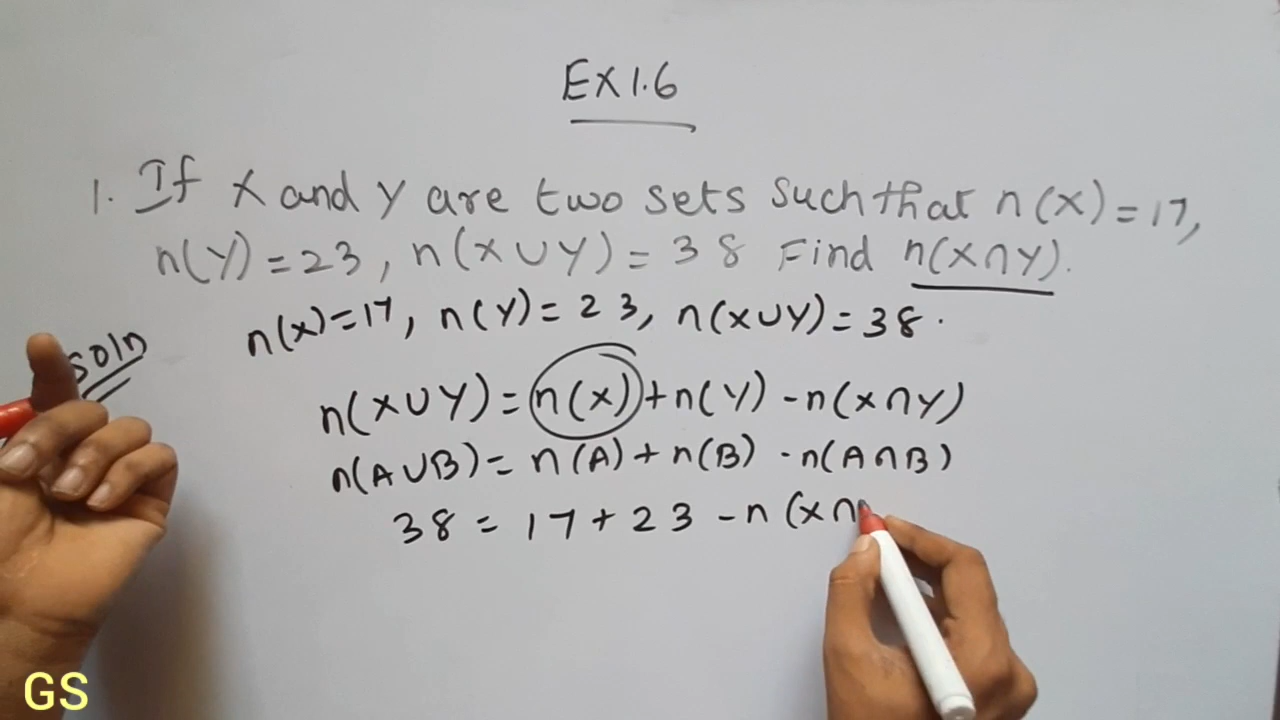 EX1.6
1. If X and Y are two sets such that n(X)=17,
n(Y)=23, n(X∪Y)=38 Find n(X∩Y).
soln
n(X)=17, n(Y)=23, n(X∪Y)=38.
n(X∪Y)=n(X)+n(Y)-n(X∩Y)
n(A∪B)=n(A)+n(B)-n(A∩B)
38=17+23-n(X∩
GS